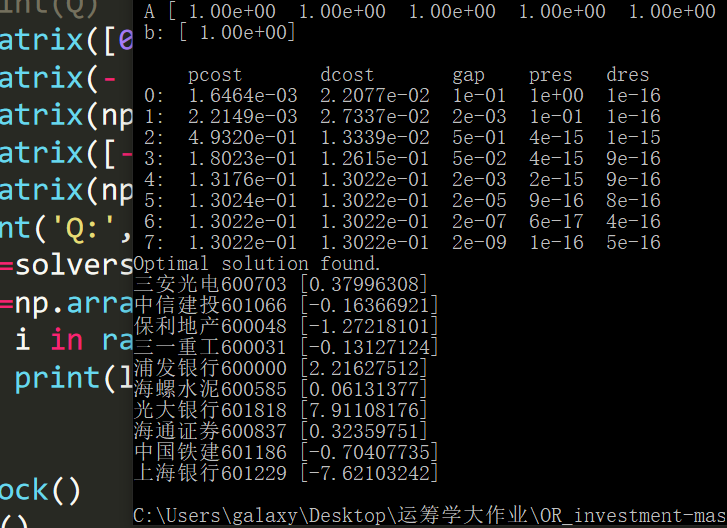 int(Q)
atrix([0
atrix(-
atrix(np
atrix([-
atrix(np
nt('Q:',
=solvers
=np.arra
i in ra
print(l
ock()
()
A [ 1.00e+00 1.00e+00 1.00e+00 1.00e+00 1.00e+00
b: [ 1.00e+00]
pcost dcost gap pres dres
0: 1.6464e-03 2.2077e-02 1e-01 1e+00 1e-16
1: 2.2149e-03 2.7337e-02 2e-03 1e-01 1e-16
2: 4.9320e-01 1.3339e-02 5e-01 4e-15 1e-15
3: 1.8023e-01 1.2615e-01 5e-02 4e-15 9e-16
4: 1.3176e-01 1.3022e-01 2e-03 2e-15 9e-16
5: 1.3024e-01 1.3022e-01 2e-05 9e-16 8e-16
6: 1.3022e-01 1.3022e-01 2e-07 6e-17 4e-16
7: 1.3022e-01 1.3022e-01 2e-09 1e-16 5e-16
Optimal solution found.
三安光电600703 [0.37996308]
中信建投601066 [-0.16366921]
保利地产600048 [-1.27218101]
三一重工600031 [-0.13127124]
浦发银行600000 [2.21627512]
海螺水泥600585 [0.06131377]
光大银行601818 [7.91108176]
海通证券600837 [0.32359751]
中国铁建601186 [-0.70407735]
上海银行601229 [-7.62103242]
C:\Users\galaxy\Desktop\运筹学大作业\OR_investment-mas